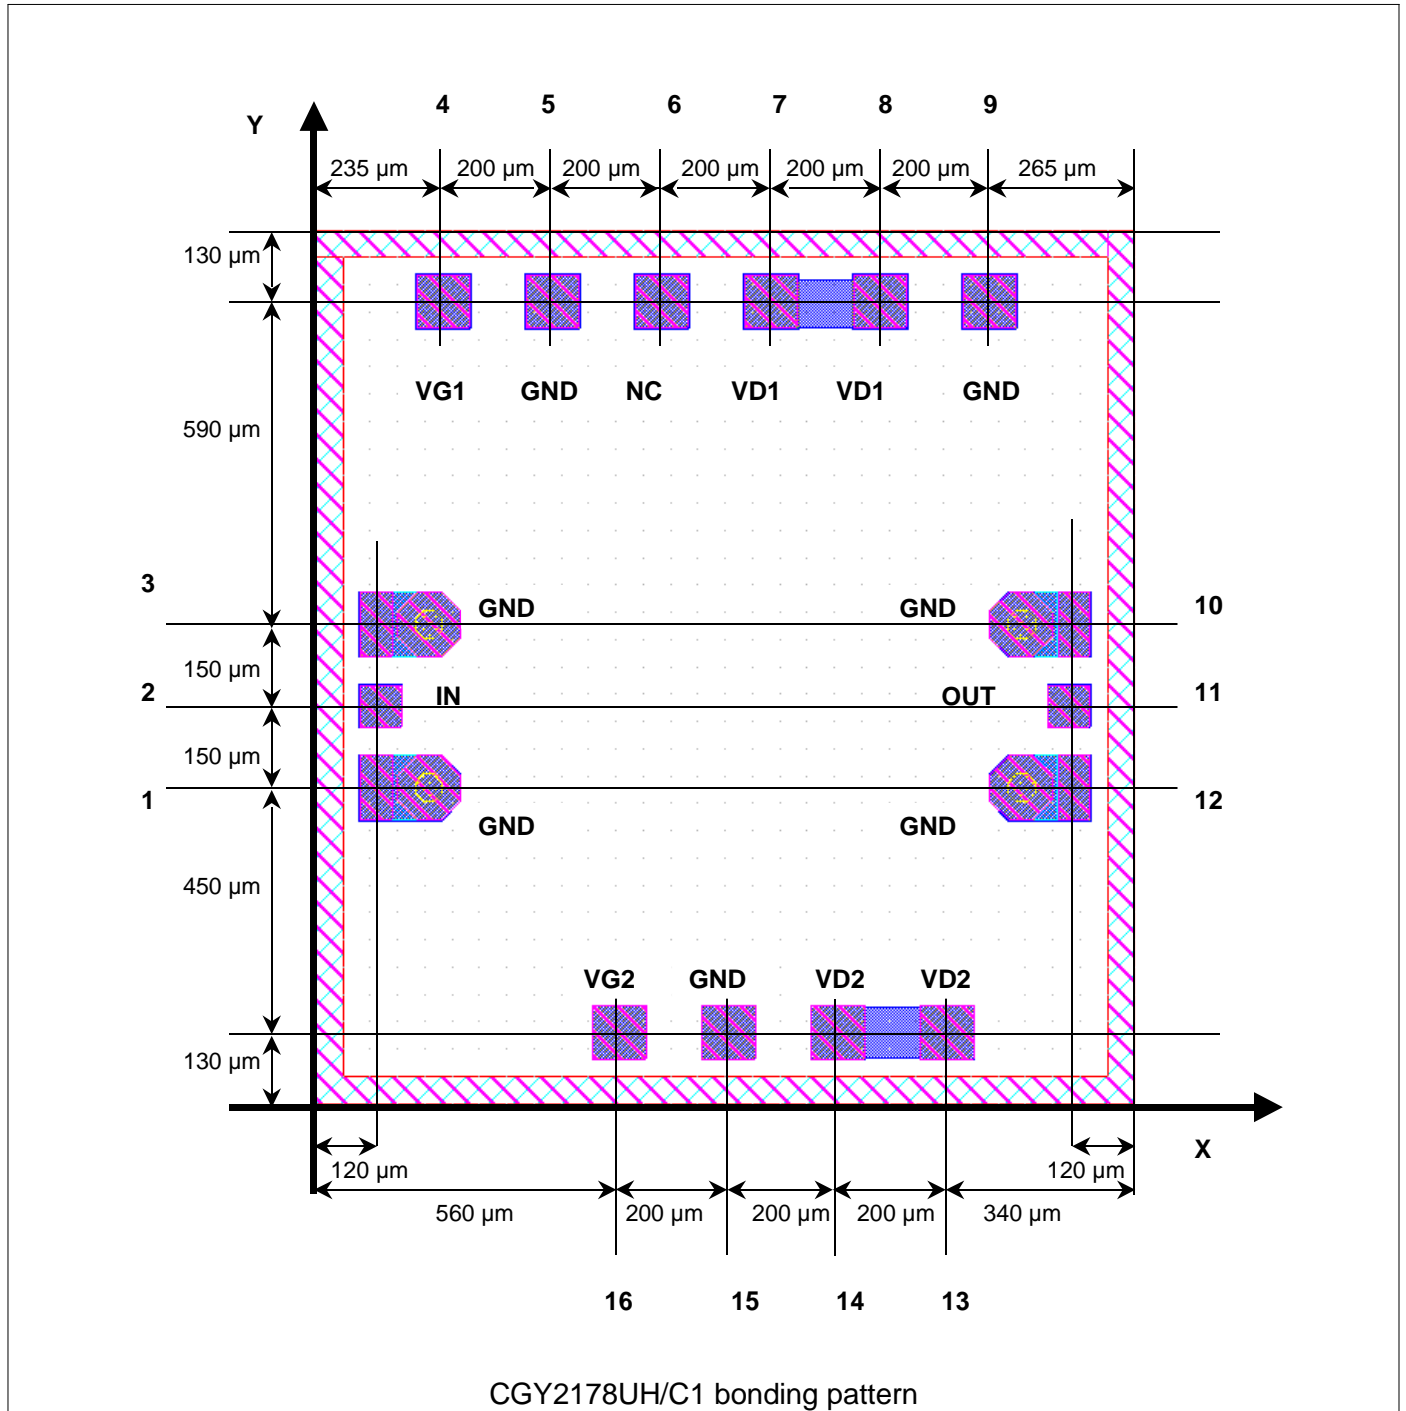 4 5 6 7 8 9
Y
235 µm 200 µm 200 µm 200 µm 200 µm 200 µm 265 µm
130 µm
VG1 GND NC VD1 VD1 GND
590 µm
3 GND GND 10
150 µm
2 IN OUT 11
150 µm
1 12
GND GND
450 µm
VG2 GND VD2 VD2
130 µm
X
120 µm 120 µm
560 µm 200 µm 200 µm 200 µm 340 µm
16 15 14 13
CGY2178UH/C1 bonding pattern